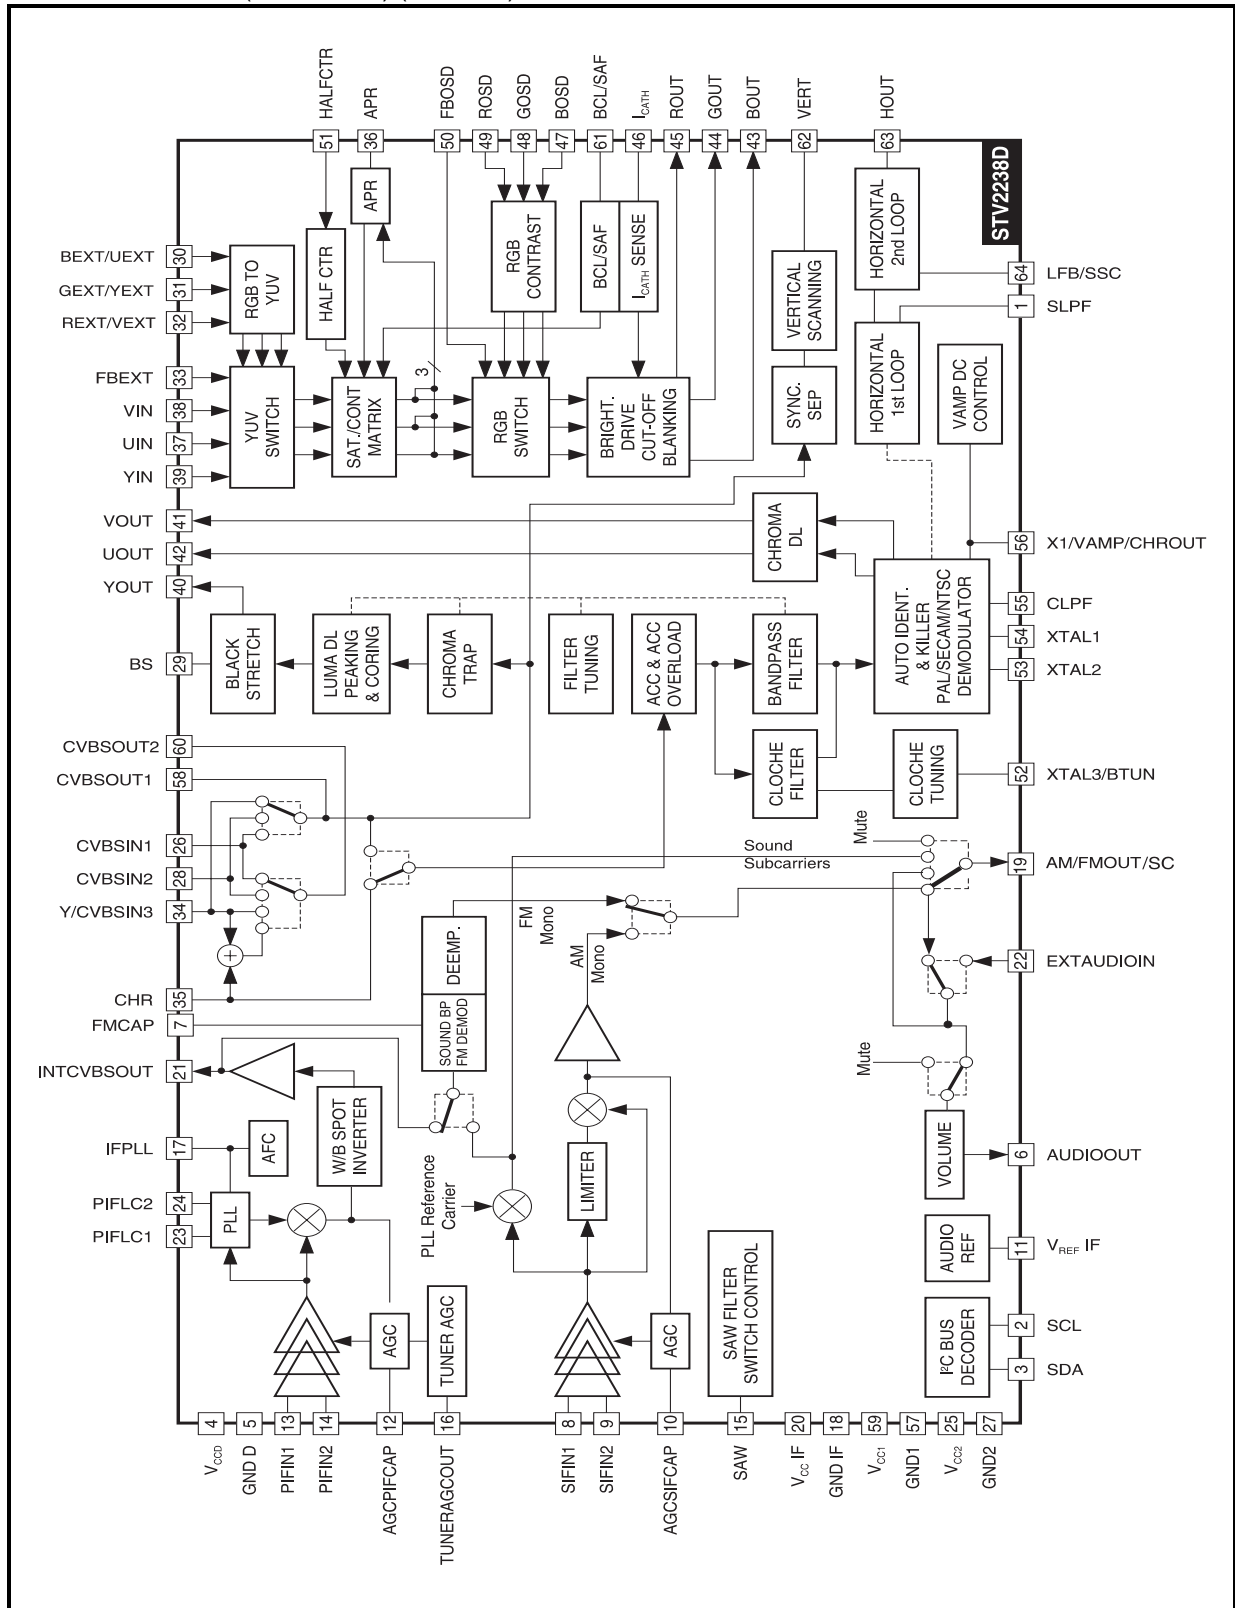 HALFCTR
APR
FBOSD
ROSD
GOSD
BOSD
BCL/SAF
ICATH
ROUT
GOUT
BOUT
VERT
HOUT
51
36
50
49
48
47
61
46
45
44
43
62
63
STV2238D
BEXT/UEXT
30
GEXT/YEXT
31
REXT/VEXT
32
FBEXT
33
VIN
38
UIN
37
YIN
39
VOUT
41
UOUT
42
YOUT
40
BS
29
CVBSOUT2
60
CVBSOUT1
58
CVBSIN1
26
CVBSIN2
28
Y/CVBSIN3
34
CHR
35
FMCAP
7
INTCVBSOUT
21
IFPLL
17
PIFLC2
24
PIFLC1
23
RGB TO
YUV
YUV
SWITCH
HALF CTR
APR
SAT./CONT
MATRIX
3
RGB
CONTRAST
RGB
SWITCH
BCL/SAF
ICATH SENSE
BRIGHT.
DRIVE
CUT-OFF
BLANKING
VERTICAL
SCANNING
SYNC.
SEP
HORIZONTAL
2nd LOOP
HORIZONTAL
1st LOOP
VAMP DC
CONTROL
CHROMA
DL
BLACK
STRETCH
LUMA DL
PEAKING
& CORING
CHROMA
TRAP
FILTER
TUNING
ACC & ACC
OVERLOAD
BANDPASS
FILTER
AUTO IDENT.
& KILLER
PAL/SECAM/NTSC
DEMODULATOR
CLOCHE
FILTER
CLOCHE
TUNING
Sound
Subcarriers
Mute
FM
Mono
AM
Mono
DEEMP.
SOUND BP
FM DEMOD
+
W/B SPOT
INVERTER
AFC
PLL
PLL Reference
Carrier
LIMITER
Mute
VOLUME
AUDIO
REF
I²C BUS
DECODER
AGC
TUNER AGC
AGC
SAW FILTER
SWITCH CONTROL
64
LFB/SSC
1
SLPF
56
X1/VAMP/CHROUT
55
CLPF
54
XTAL1
53
XTAL2
52
XTAL3/BTUN
19
AM/FMOUT/SC
22
EXTAUDIOIN
6
AUDIOOUT
11
VREF IF
2
SCL
3
SDA
4
5
13
14
12
16
8
9
10
15
20
18
59
57
25
27
VCCD
GND D
PIFIN1
PIFIN2
AGCPIFCAP
TUNERAGCOUT
SIFIN1
SIFIN2
AGCSIFCAP
SAW
VCC IF
GND IF
VCC1
GND1
VCC2
GND2